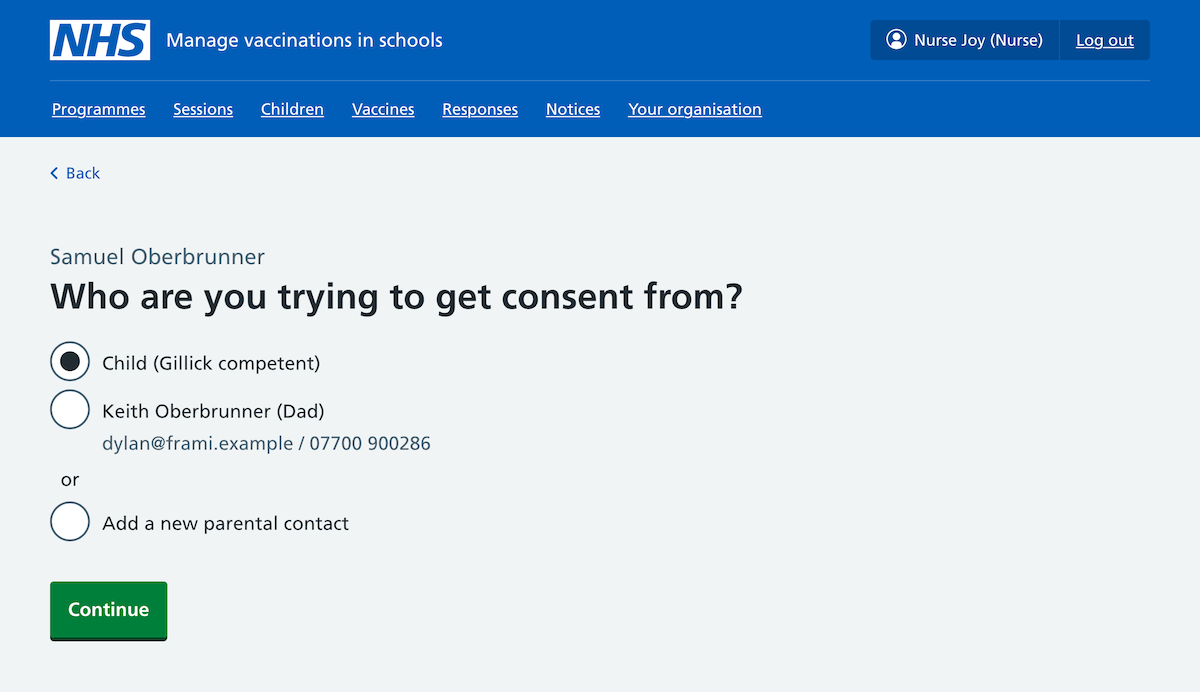 NHS Manage vaccinations in schools Nurse Joy (Nurse) Log out
Programmes Sessions Children Vaccines Responses Notices Your organisation
Back
Samuel Oberbrunner
Who are you trying to get consent from?
Child (Gillick competent)
Keith Oberbrunner (Dad)
dylan@frami.example / 07700 900286
or
Add a new parental contact
Continue